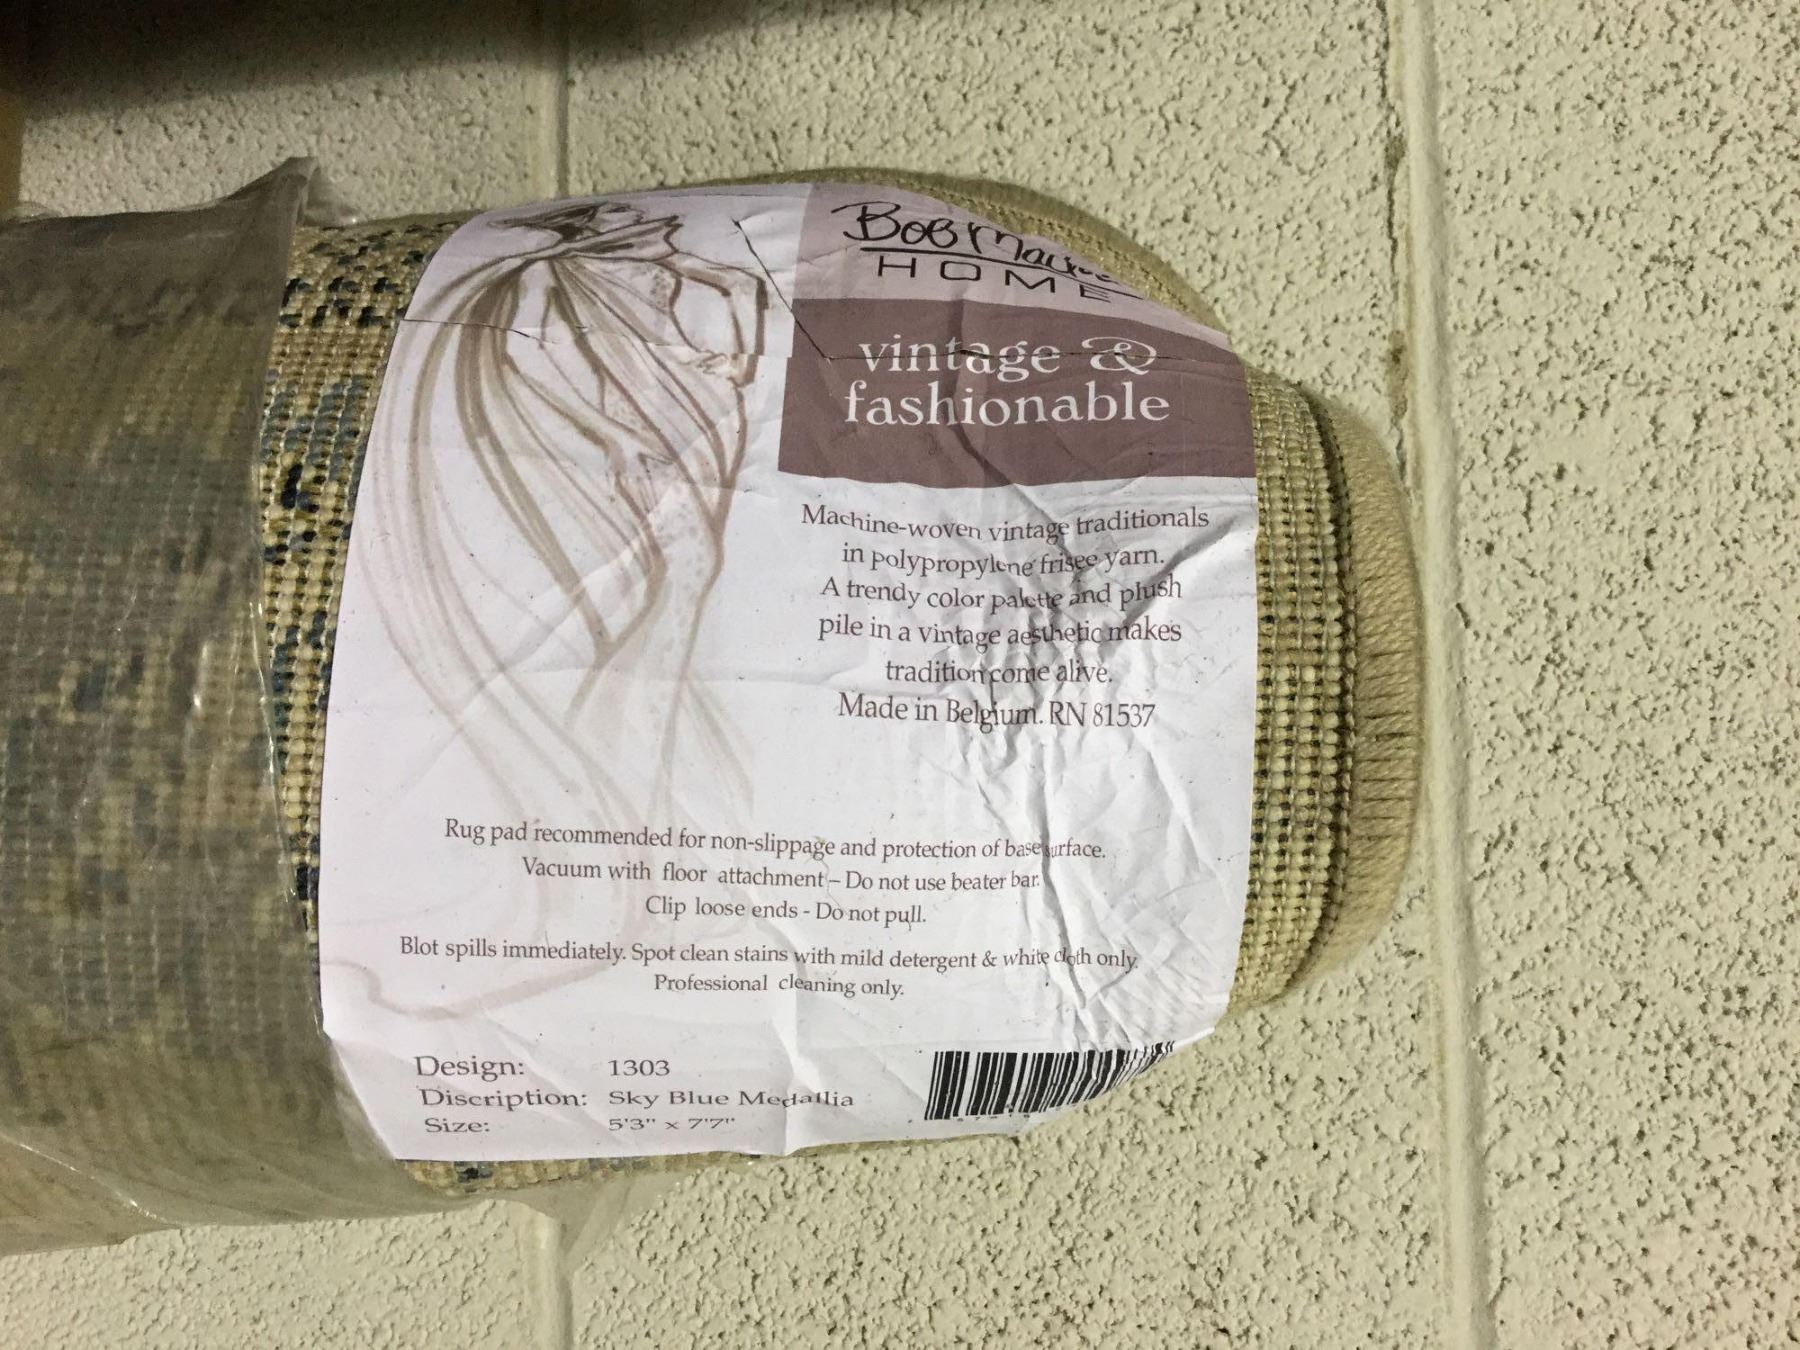 Bob Mackie
HOME
vintage &
fashionable
Machine-woven vintage traditionals
in polypropylene frisee yarn.
A trendy color palette and plush
pile in a vintage aesthetic makes
tradition come alive.
Made in Belgium. RN 81537
Rug pad recommended for non-slippage and protection of base surface.
Vacuum with floor attachment – Do not use beater bar.
Clip loose ends - Do not pull.
Blot spills immediately. Spot clean stains with mild detergent & white cloth only.
Professional cleaning only.
Design: 1303
Discription: Sky Blue Medallia
Size: 5'3" x 7'7"